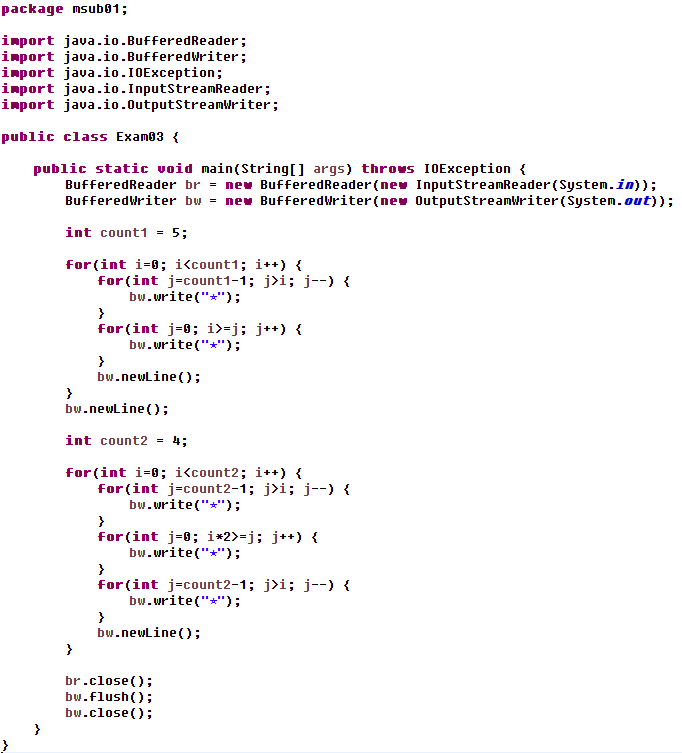 package msub01;
import java.io.BufferedReader;
import java.io.BufferedWriter;
import java.io.IOException;
import java.io.InputStreamReader;
import java.io.OutputStreamWriter;
public class Exam03 {
public static void main(String[] args) throws IOException {
BufferedReader br = new BufferedReader(new InputStreamReader(System.in));
BufferedWriter bw = new BufferedWriter(new OutputStreamWriter(System.out));
int count1 = 5;
for(int i=0; i<count1; i++) {
for(int j=count1-1; j>i; j--) {
bw.write("*");
}
for(int j=0; i>=j; j++) {
bw.write("*");
}
bw.newLine();
}
bw.newLine();
int count2 = 4;
for(int i=0; i<count2; i++) {
for(int j=count2-1; j>i; j--) {
bw.write("*");
}
for(int j=0; i*2>=j; j++) {
bw.write("*");
}
for(int j=count2-1; j>i; j--) {
bw.write("*");
}
bw.newLine();
}
br.close();
bw.flush();
bw.close();
}
}